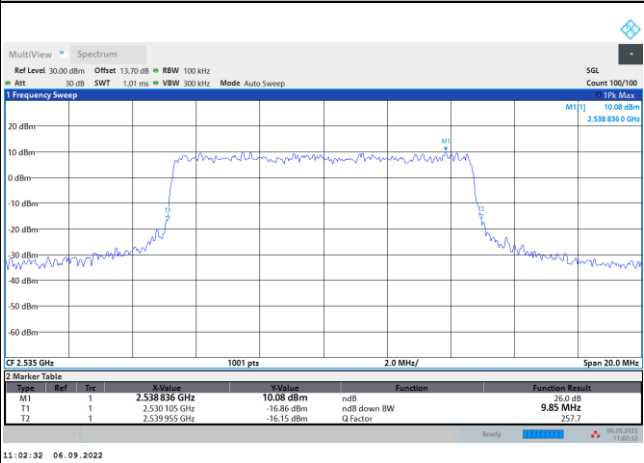 MultiView Spectrum
Ref Level 30.00 dBm Offset 13.70 dB RBW 100 kHz SGL
Att 30 dB SWT 1.01 ms VBW 300 kHz Mode Auto Sweep Count 100/100
1 Frequency Sweep 1Pk Max
M1[1] 10.08 dBm
2.538 836 0 GHz
20 dBm
M1
10 dBm
0 dBm
-10 dBm
T1 T2
-20 dBm
-30 dBm
-40 dBm
-50 dBm
-60 dBm
CF 2.535 GHz 1001 pts 2.0 MHz/ Span 20.0 MHz
2 Marker Table
Type Ref Trc X-Value Y-Value Function Function Result
M1 1 2.538 836 GHz 10.08 dBm ndB 26.0 dB
T1 1 2.530 105 GHz -16.86 dBm ndB down BW 9.85 MHz
T2 1 2.539 955 GHz -16.15 dBm Q Factor 257.7
Ready 06.09.2022
11:02:32
11:02:32 06.09.2022